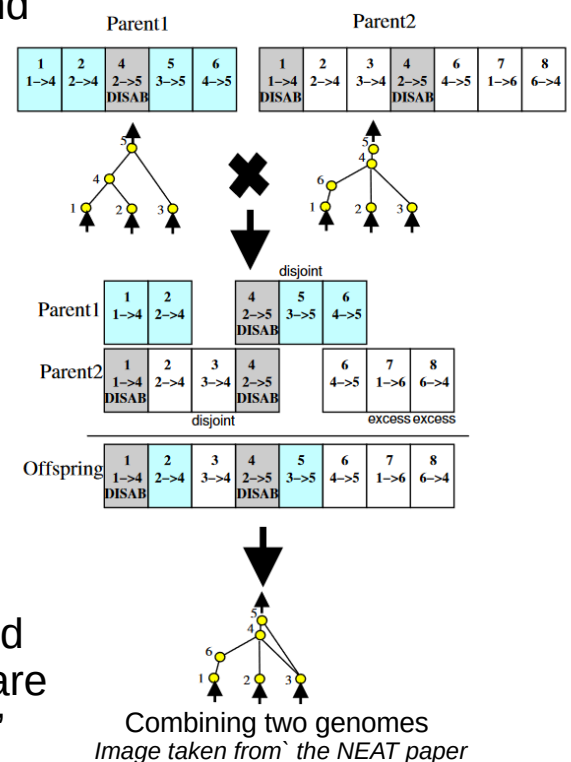 Parent1 Parent2
1 2 4 5 6 1 2 3 4 6 7 8
1->4 2->4 2->5 3->5 4->5 1->4 2->4 3->4 2->5 4->5 1->6 6->4
DISAB DISAB DISAB
5 5
4 4
6
1 2 3 1 2 3
disjoint
Parent1 1 2 4 5 6
1->4 2->4 2->5 3->5 4->5
DISAB
Parent2 1 2 3 4 6 7 8
1->4 2->4 3->4 2->5 4->5 1->6 6->4
DISAB DISAB
disjoint excess excess
Offspring 1 2 3 4 5 6 7 8
1->4 2->4 3->4 2->5 3->5 4->5 1->6 6->4
DISAB DISAB
5
4
6
1 2 3
are
Combining two genomes
Image taken from` the NEAT paper